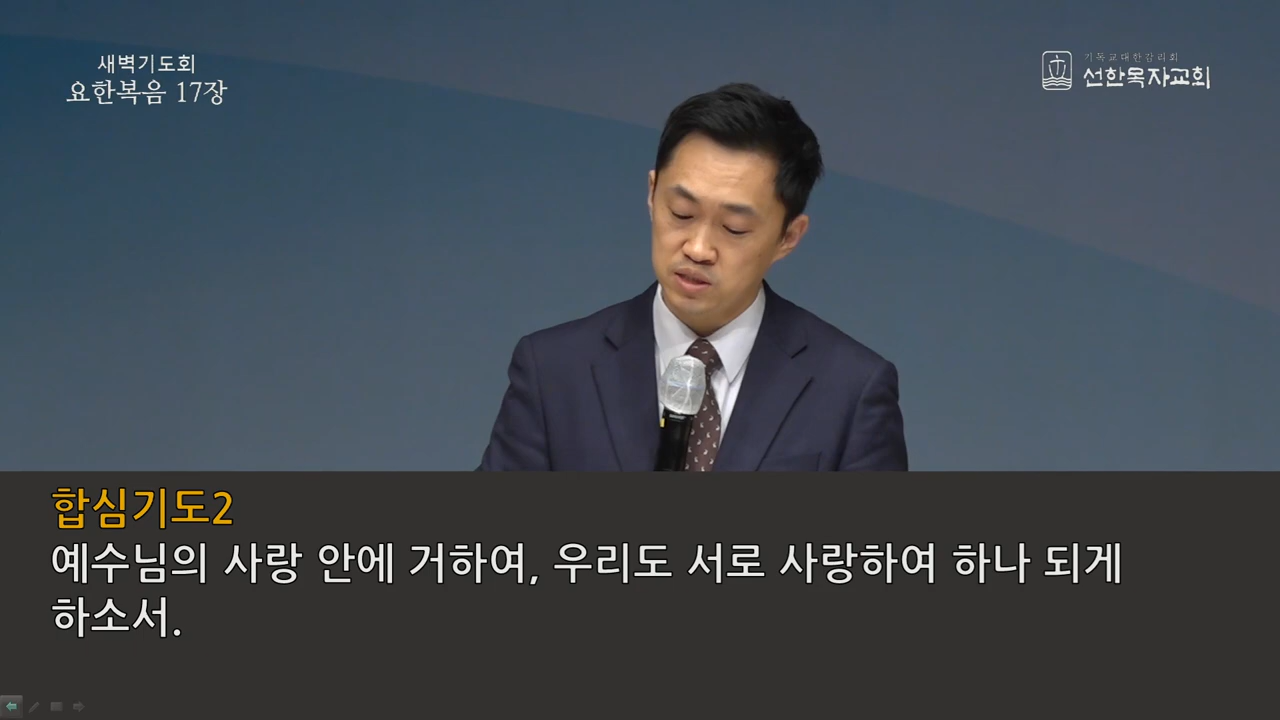 새벽기도회
요한복음 17장
기독교대한감리회
선한목자교회
합심기도2
예수님의 사랑 안에 거하여, 우리도 서로 사랑하여 하나 되게
하소서.